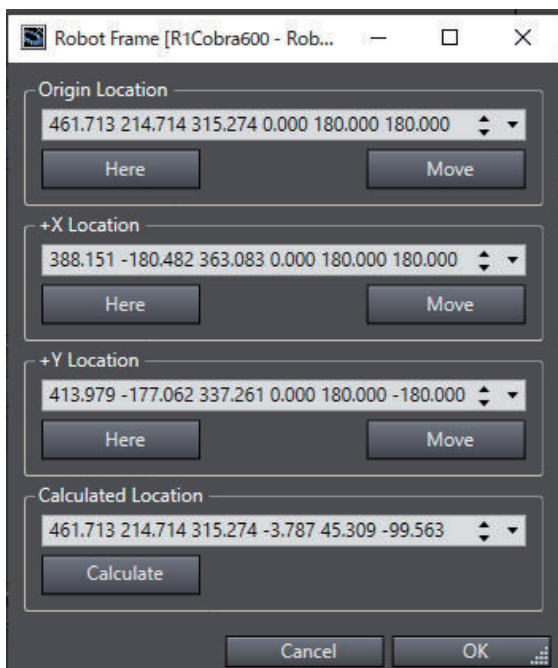 Robot Frame [R1Cobra600 - Rob...
Origin Location
461.713 214.714 315.274 0.000 180.000 180.000
Here Move
+X Location
388.151 -180.482 363.083 0.000 180.000 180.000
Here Move
+Y Location
413.979 -177.062 337.261 0.000 180.000 -180.000
Here Move
Calculated Location
461.713 214.714 315.274 -3.787 45.309 -99.563
Calculate
Cancel OK